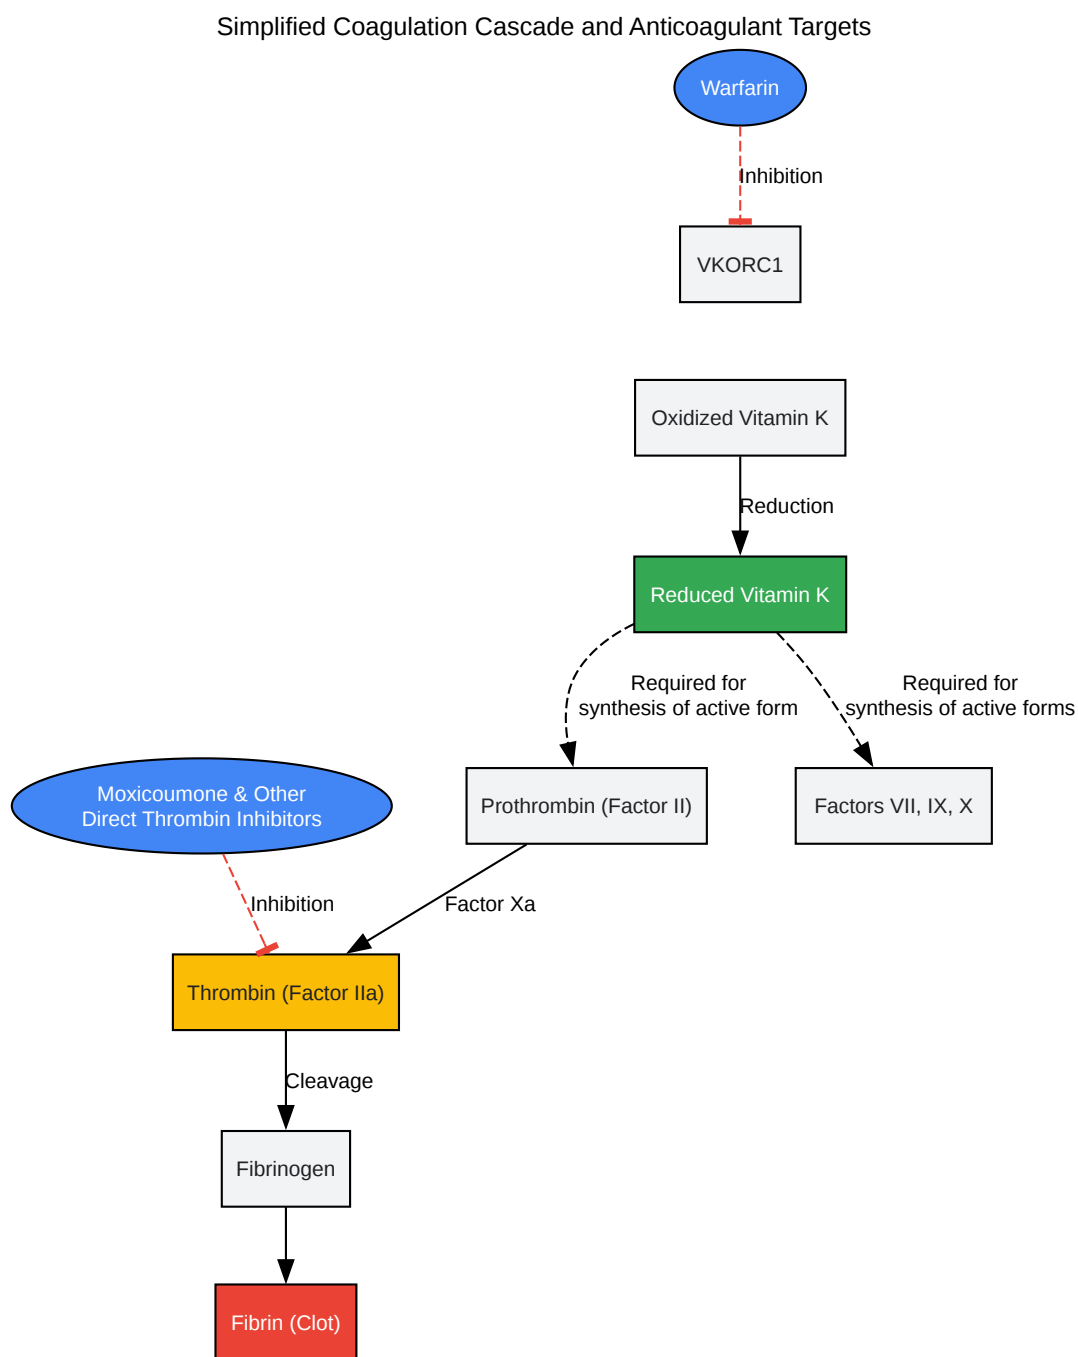 Simplified Coagulation Cascade and Anticoagulant Targets
Warfarin
Inhibition
VKORC1
Oxidized Vitamin K
Reduction
Reduced Vitamin K
Required for
synthesis of active form
Required for
synthesis of active forms
Moxicoumone & Other
Direct Thrombin Inhibitors
Prothrombin (Factor II)
Factors VII, IX, X
Inhibition
Factor Xa
Thrombin (Factor IIa)
Cleavage
Fibrinogen
Fibrin (Clot)